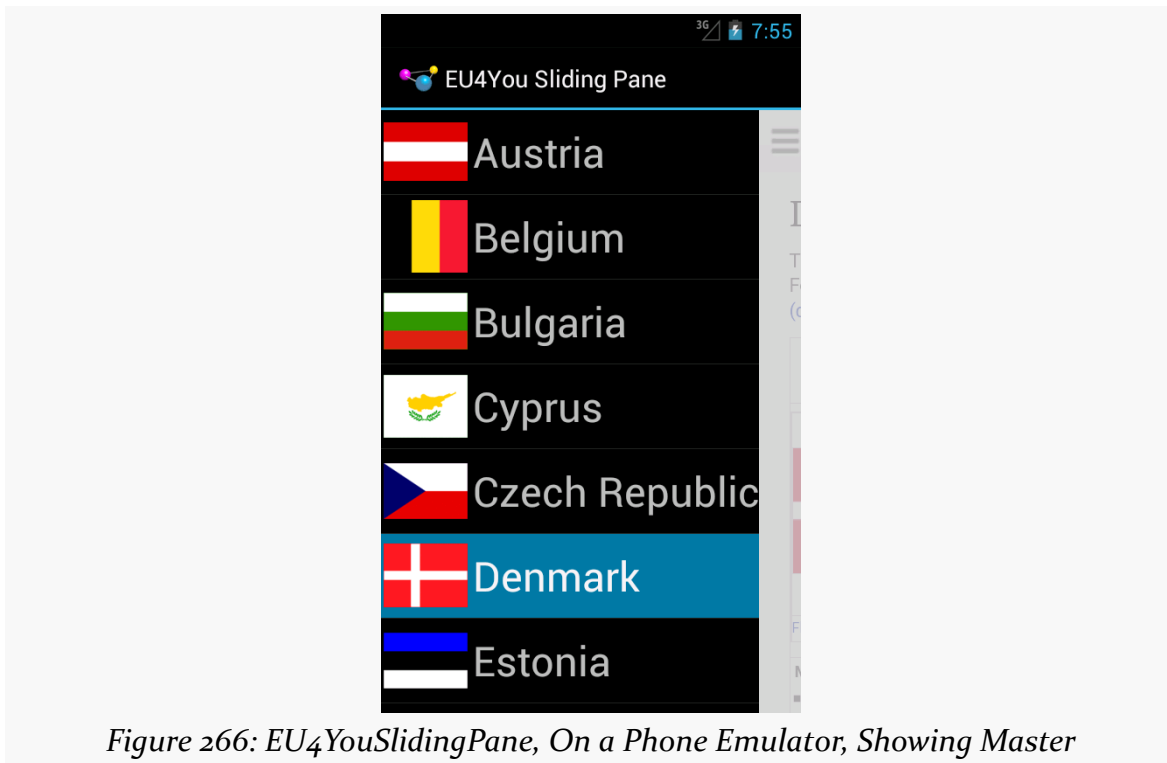 3G 7:55
EU4You Sliding Pane
Austria
Belgium
Bulgaria
Cyprus
Czech Republic
Denmark
Estonia
Figure 266: EU4YouSlidingPane, On a Phone Emulator, Showing Master